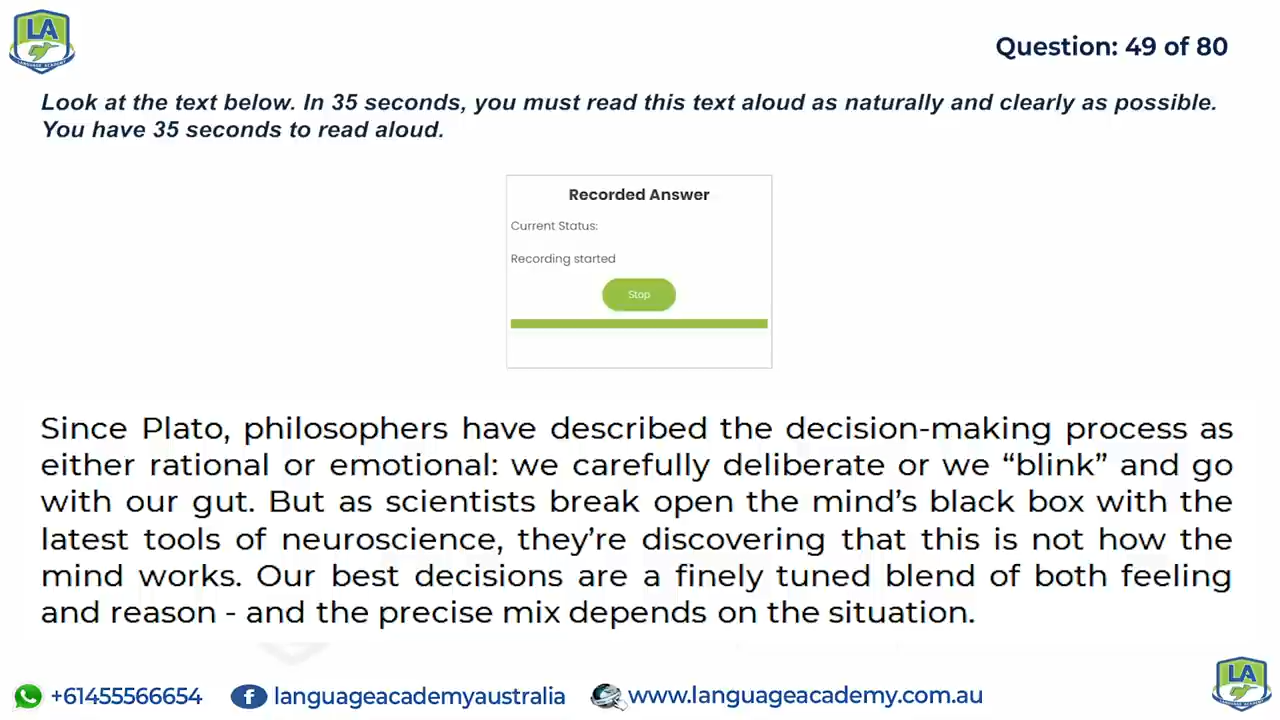 LA
LANGUAGE ACADEMY
Question: 49 of 80
Look at the text below. In 35 seconds, you must read this text aloud as naturally and clearly as possible.
You have 35 seconds to read aloud.
Recorded Answer
Current Status:
Recording started
Stop
Since Plato, philosophers have described the decision-making process as
either rational or emotional: we carefully deliberate or we “blink” and go
with our gut. But as scientists break open the mind’s black box with the
latest tools of neuroscience, they’re discovering that this is not how the
mind works. Our best decisions are a finely tuned blend of both feeling
and reason - and the precise mix depends on the situation.
+61455566654
f
languageacademyaustralia
www.languageacademy.com.au
LA
LANGUAGE ACADEMY